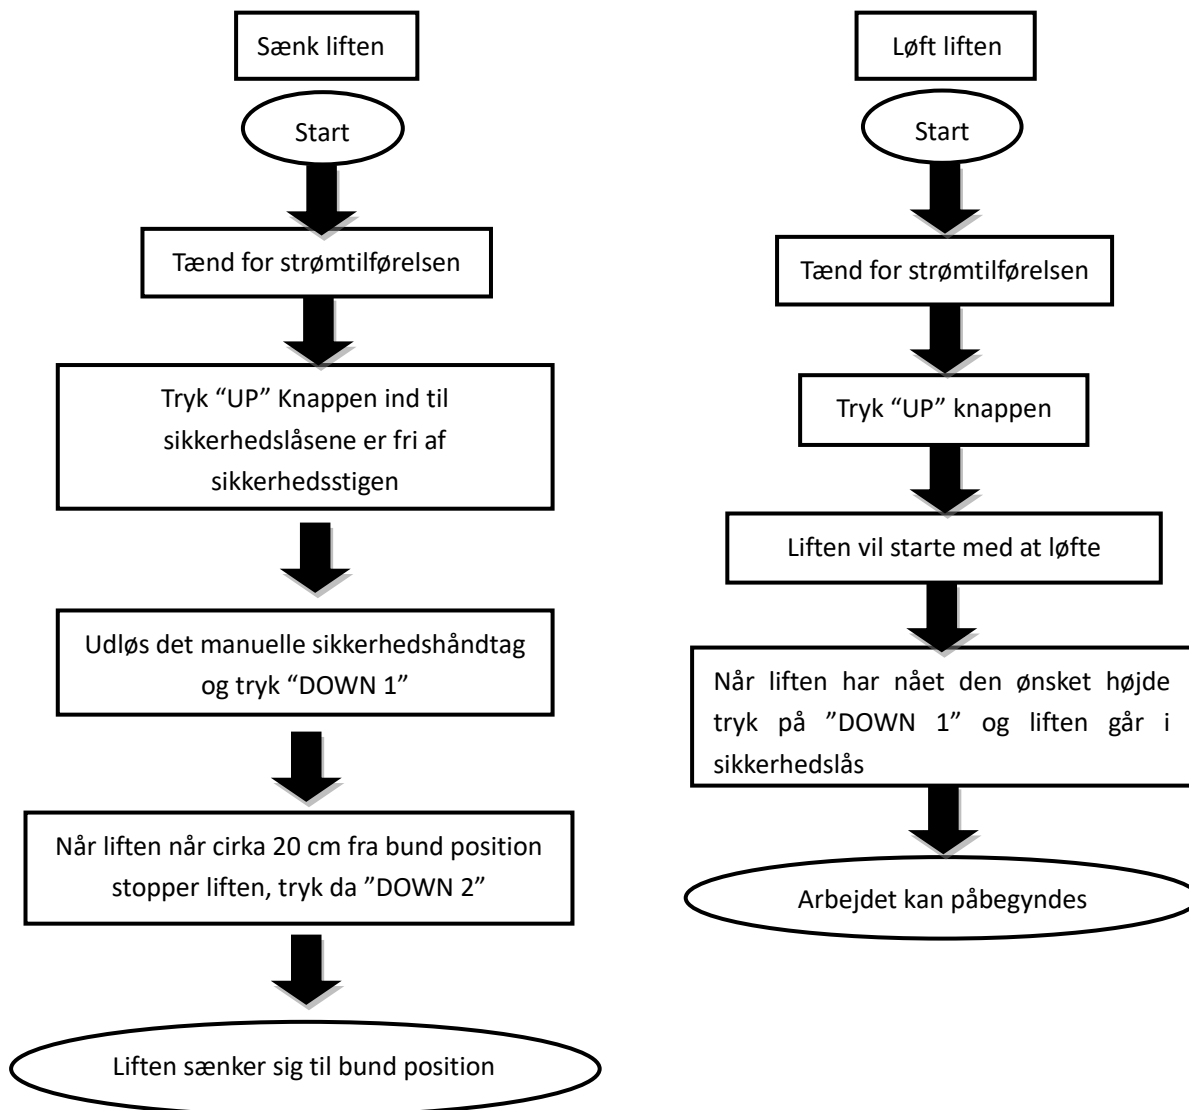 Sænk liften
Start
Tænd for strømtilførelsen
Tryk “UP” Knappen ind til
sikkerhedslåsene er fri af
sikkerhedsstigen
Udløs det manuelle sikkerhedshåndtag
og tryk “DOWN 1”
Når liften når cirka 20 cm fra bund position
stopper liften, tryk da ”DOWN 2”
Liften sænker sig til bund position
Løft liften
Start
Tænd for strømtilførelsen
Tryk “UP” knappen
Liften vil starte med at løfte
Når liften har nået den ønsket højde
tryk på ”DOWN 1” og liften går i
sikkerhedslås
Arbejdet kan påbegyndes